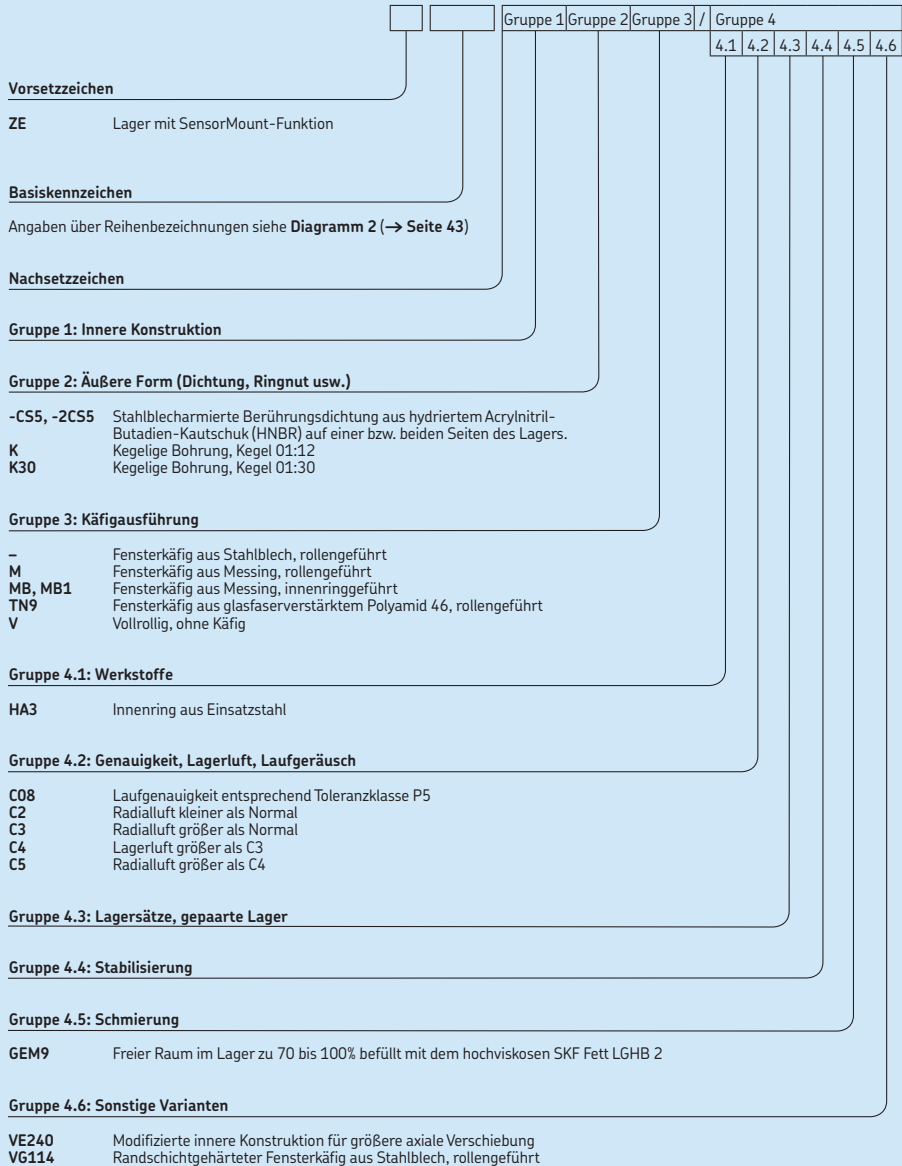 Gruppe 1 Gruppe 2 Gruppe 3 / Gruppe 4
4.1 4.2 4.3 4.4 4.5 4.6
Vorsetzzeichen
ZE Lager mit SensorMount-Funktion
Basiskennzeichen
Angaben über Reihenbezeichnungen siehe Diagramm 2 (→ Seite 43)
Nachsetzzeichen
Gruppe 1: Innere Konstruktion
Gruppe 2: Äußere Form (Dichtung, Ringnut usw.)
-CS5, -2CS5 Stahlblecharmierte Berührungsdichtung aus hydriertem Acrylnitril-
Butadien-Kautschuk (HNBR) auf einer bzw. beiden Seiten des Lagers.
K Kegelige Bohrung, Kegel 01:12
K30 Kegelige Bohrung, Kegel 01:30
Gruppe 3: Käfigausführung
– Fensterkäfig aus Stahlblech, rollengeführt
M Fensterkäfig aus Messing, rollengeführt
MB, MB1 Fensterkäfig aus Messing, innenringgeführt
TN9 Fensterkäfig aus glasfaserverstärktem Polyamid 46, rollengeführt
V Vollrollig, ohne Käfig
Gruppe 4.1: Werkstoffe
HA3 Innenring aus Einsatzstahl
Gruppe 4.2: Genauigkeit, Lagerluft, Laufgeräusch
C08 Laufgenauigkeit entsprechend Toleranzklasse P5
C2 Radialluft kleiner als Normal
C3 Radialluft größer als Normal
C4 Lagerluft größer als C3
C5 Radialluft größer als C4
Gruppe 4.3: Lagersätze, gepaarte Lager
Gruppe 4.4: Stabilisierung
Gruppe 4.5: Schmierung
GEM9 Freier Raum im Lager zu 70 bis 100% befüllt mit dem hochviskosen SKF Fett LGHB 2
Gruppe 4.6: Sonstige Varianten
VE240 Modifizierte innere Konstruktion für größere axiale Verschiebung
VG114 Randschichtgehärteter Fensterkäfig aus Stahlblech, rollengeführt